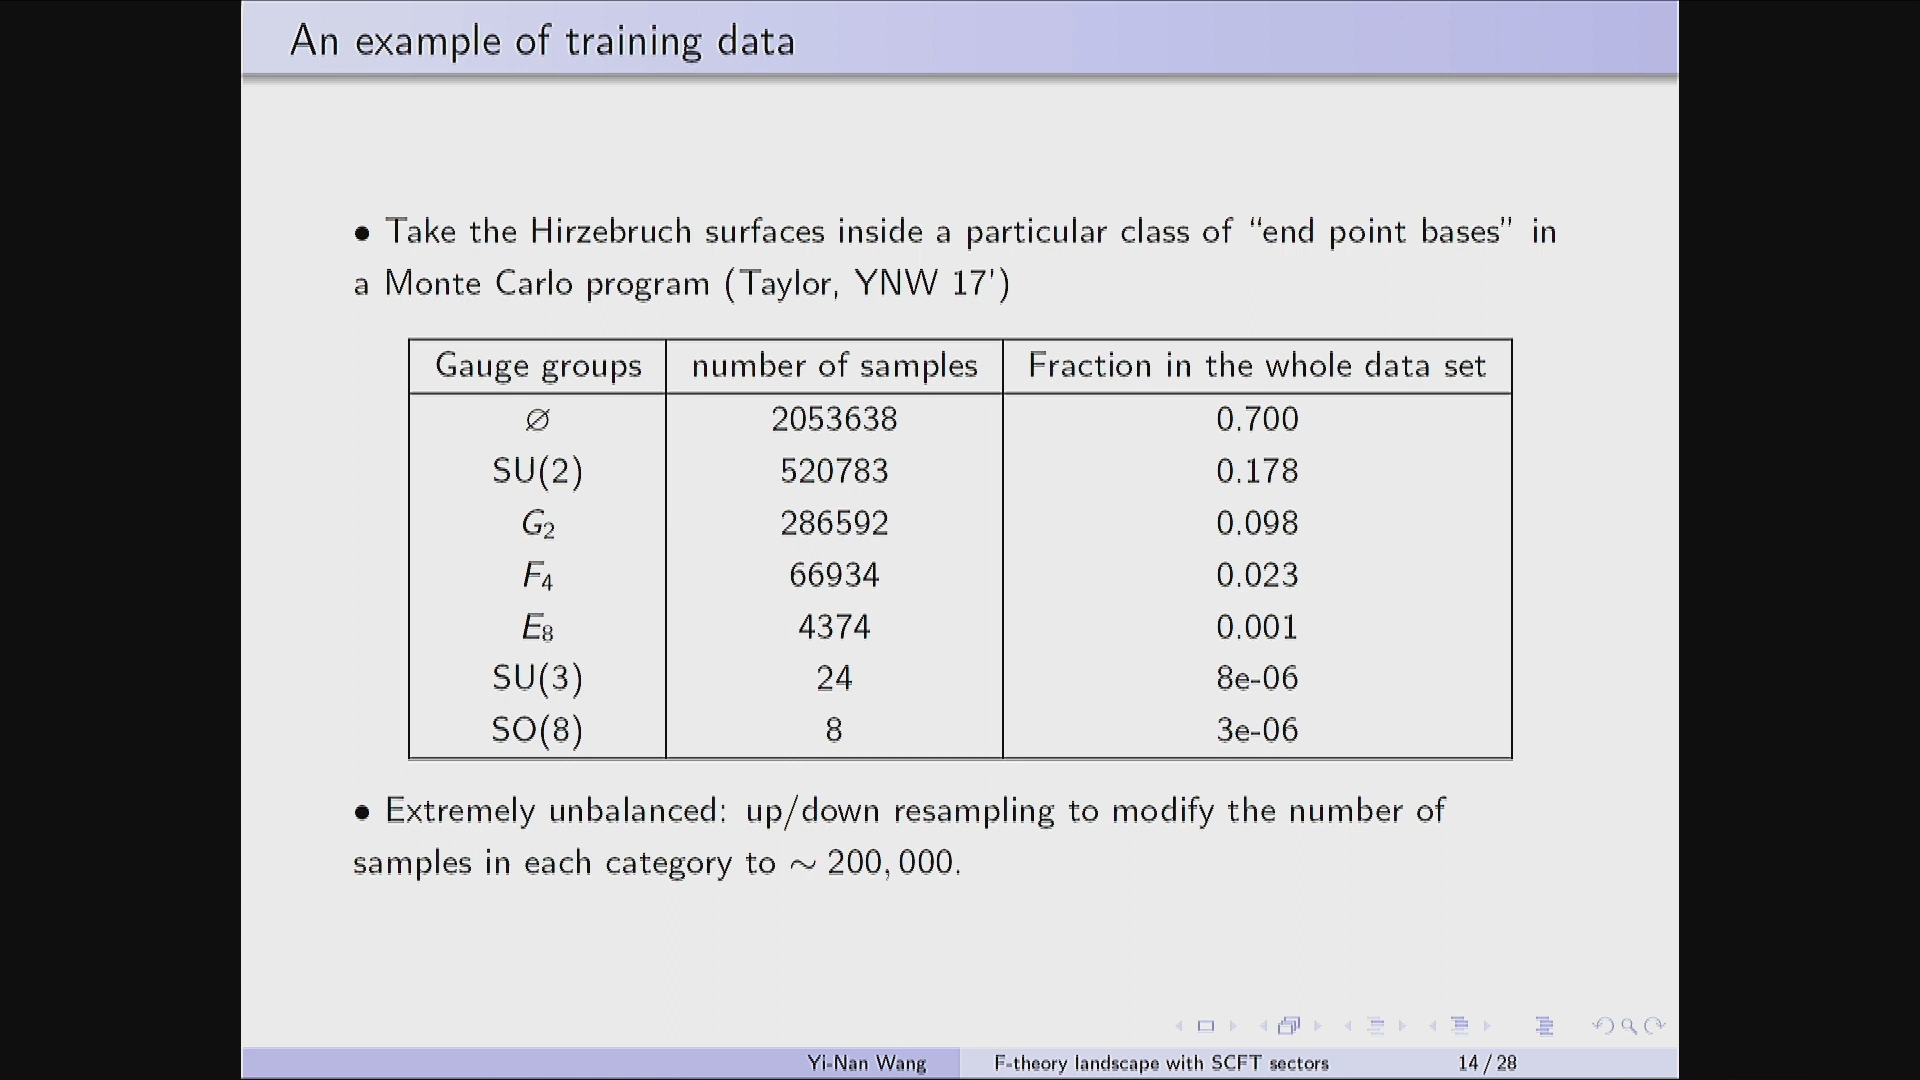 An example of training data
• Take the Hirzebruch surfaces inside a particular class of “end point bases” in
a Monte Carlo program (Taylor, YNW 17’)
Gauge groups number of samples Fraction in the whole data set
∅ 2053638 0.700
SU(2) 520783 0.178
G₂ 286592 0.098
F₄ 66934 0.023
E₈ 4374 0.001
SU(3) 24 8e-06
SO(8) 8 3e-06
• Extremely unbalanced: up/down resampling to modify the number of
samples in each category to ∼ 200, 000.
Yi-Nan Wang F-theory landscape with SCFT sectors 14 / 28